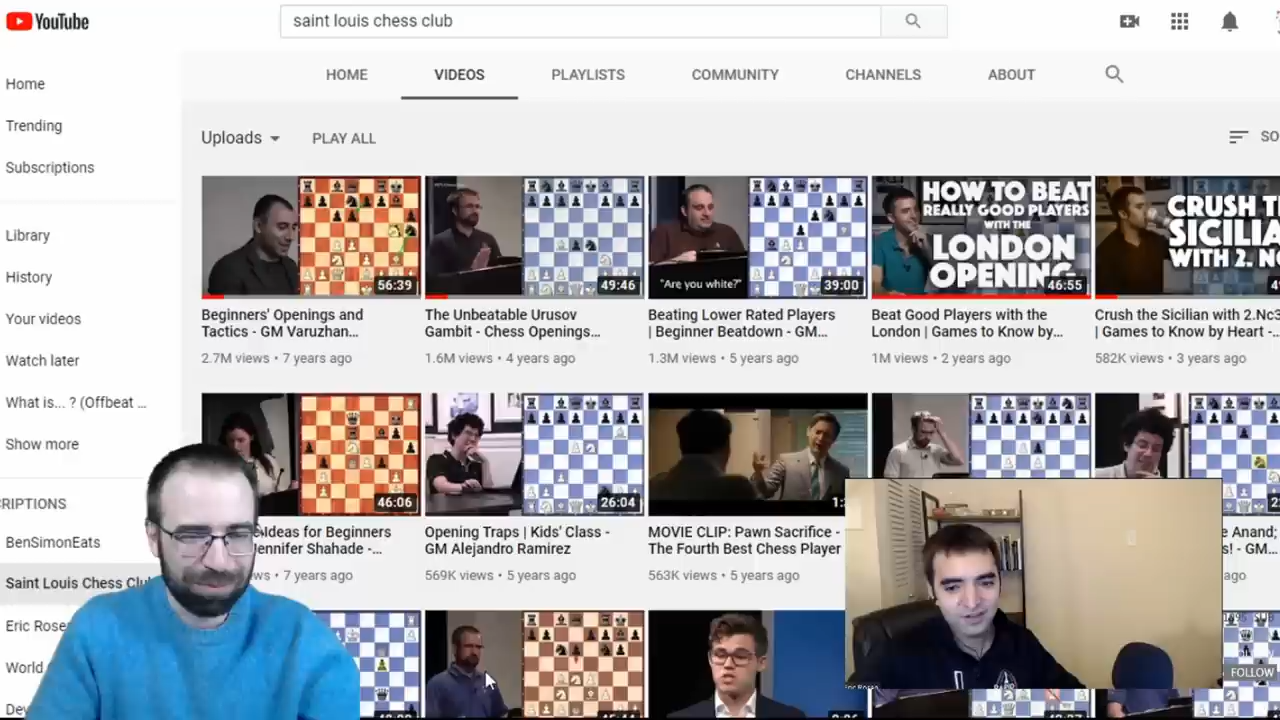 YouTube
saint louis chess club
Home
Trending
Subscriptions
Library
History
Your videos
Watch later
What is... ? (Offbeat ...
Show more
RIPTIONS
BenSimonEats
Saint Louis Chess Clu
Eric Rose
World
Dev
HOME VIDEOS PLAYLISTS COMMUNITY CHANNELS ABOUT
Uploads PLAY ALL SO
56:39
49:46
"Are you white?" 39:00
HOW TO BEAT
REALLY GOOD PLAYERS
WITH THE
LONDON
OPENING
46:55
CRUSH T
SICILIA
WITH 2. NC
Beginners' Openings and
Tactics - GM Varuzhan...
2.7M views • 7 years ago
The Unbeatable Urusov
Gambit - Chess Openings...
1.6M views • 4 years ago
Beating Lower Rated Players
| Beginner Beatdown - GM...
1.3M views • 5 years ago
Beat Good Players with the
London | Games to Know by...
1M views • 2 years ago
Crush the Sicilian with 2.Nc3
| Games to Know by Heart -...
582K views • 3 years ago
46:06
26:04
Ideas for Beginners
Jennifer Shahade -...
ws • 7 years ago
Opening Traps | Kids' Class -
GM Alejandro Ramirez
569K views • 5 years ago
MOVIE CLIP: Pawn Sacrifice -
The Fourth Best Chess Player
563K views • 5 years ago
e Anand;
s! - GM...
ago
FOLLOW